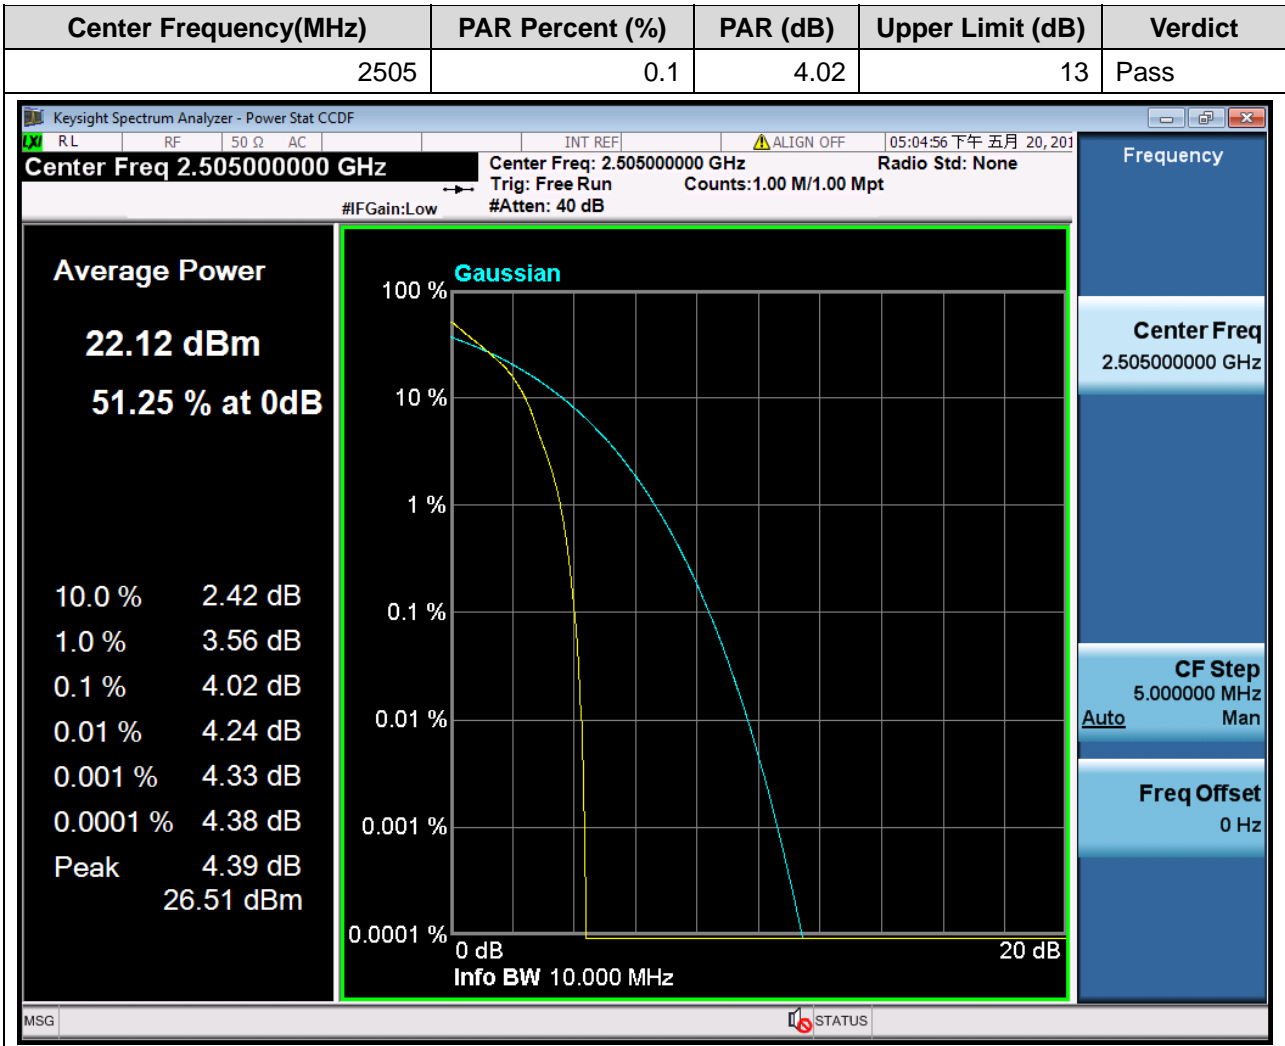 Center Frequency(MHz) PAR Percent (%) PAR (dB) Upper Limit (dB) Verdict
2505 0.1 4.02 13 Pass
Keysight Spectrum Analyzer - Power Stat CCDF
LXI RL RF 50 Ω AC INT REF ALIGN OFF 05:04:56 下午 五月 20, 201
Center Freq 2.505000000 GHz
#IFGain:Low
Center Freq: 2.505000000 GHz
Trig: Free Run
#Atten: 40 dB
Counts:1.00 M/1.00 Mpt
Radio Std: None
Average Power
22.12 dBm
51.25 % at 0dB
10.0 % 2.42 dB
1.0 % 3.56 dB
0.1 % 4.02 dB
0.01 % 4.24 dB
0.001 % 4.33 dB
0.0001 % 4.38 dB
Peak 4.39 dB
26.51 dBm
Gaussian
100 %
10 %
1 %
0.1 %
0.01 %
0.001 %
0.0001 %
0 dB 20 dB
Info BW 10.000 MHz
Frequency
Center Freq
2.505000000 GHz
CF Step
5.000000 MHz
Auto Man
Freq Offset
0 Hz
MSG STATUS